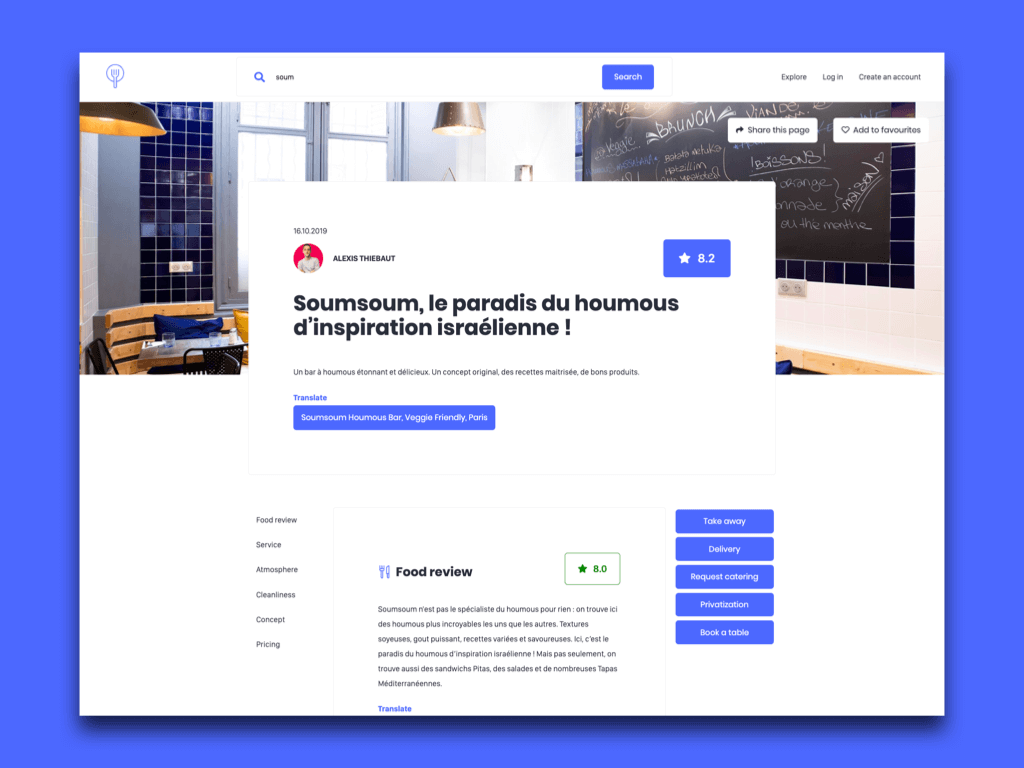 soum
Search
Explore
Log in
Create an account
Share this page
Add to favourites
BRUNCH
Veggie
VIANDE
BOISSONS!
orange
maison
ou thé menthe
16.10.2019
ALEXIS THIEBAUT
8.2
Soumsoum, le paradis du houmous
d'inspiration israélienne !
Un bar à houmous étonnant et délicieux. Un concept original, des recettes maitrisée, de bons produits.
Translate
Soumsoum Houmous Bar, Veggie Friendly, Paris
Food review
Service
Atmosphere
Cleanliness
Concept
Pricing
Food review
8.0
Soumsoum n'est pas le spécialiste du houmous pour rien : on trouve ici
des houmous plus incroyables les uns que les autres. Textures
soyeuses, gout puissant, recettes variées et savoureuses. Ici, c'est le
paradis du houmous d'inspiration israélienne ! Mais pas seulement, on
trouve aussi des sandwichs Pitas, des salades et de nombreuses Tapas
Méditerranéennes.
Translate
Take away
Delivery
Request catering
Privatization
Book a table